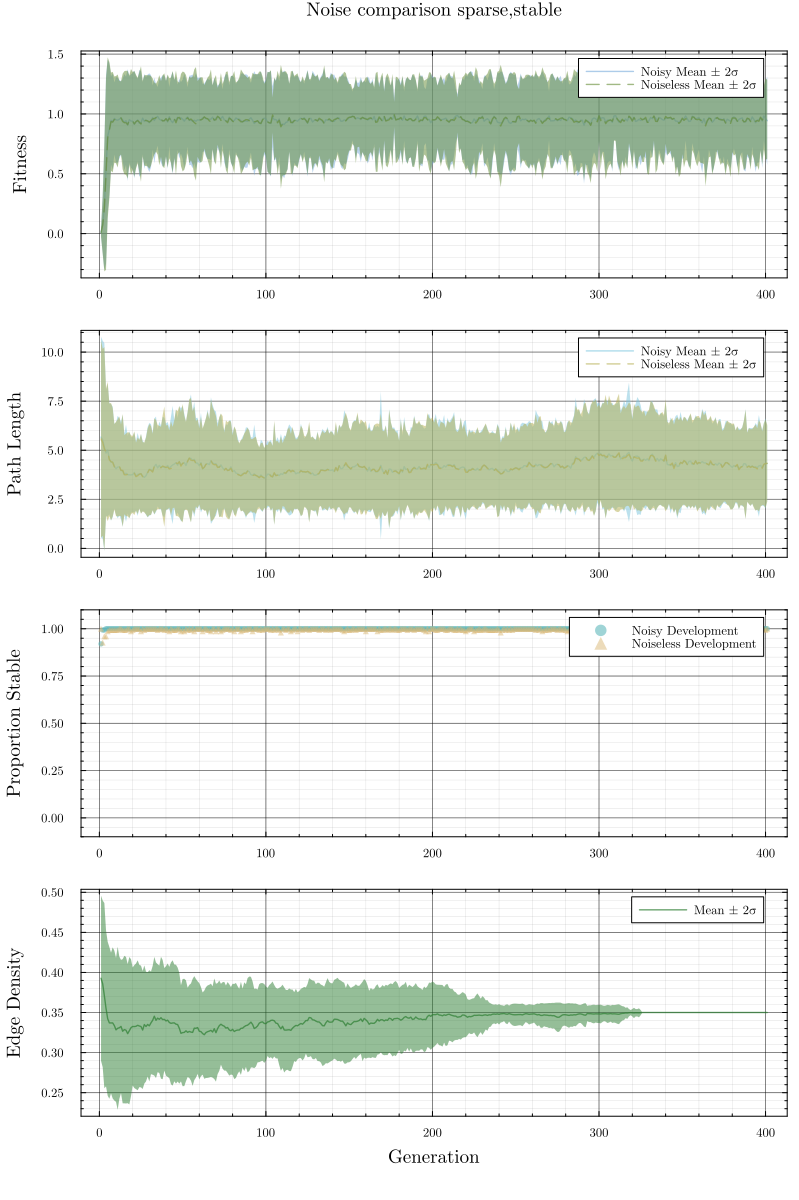 Noise comparison sparse,stable
1.5
1.0
0.5
0.0
Fitness
Noisy Mean ± 2σ
Noiseless Mean ± 2σ
0 100 200 300 400
10.0
7.5
5.0
2.5
0.0
Path Length
Noisy Mean ± 2σ
Noiseless Mean ± 2σ
0 100 200 300 400
1.00
0.75
0.50
0.25
0.00
Proportion Stable
Noisy Development
Noiseless Development
0 100 200 300 400
0.50
0.45
0.40
0.35
0.30
0.25
Edge Density
Mean ± 2σ
0 100 200 300 400
Generation